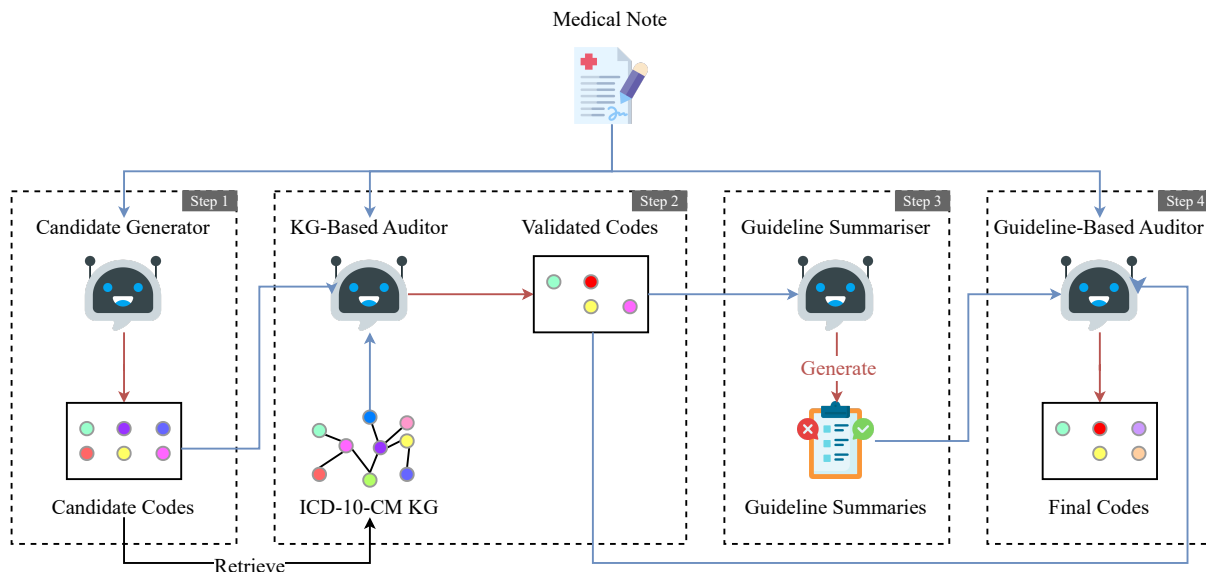 Medical Note
Step 1
Step 2
Step 3
Step 4
Candidate Generator
KG-Based Auditor
Validated Codes
Guideline Summariser
Guideline-Based Auditor
Generate
Candidate Codes
ICD-10-CM KG
Guideline Summaries
Final Codes
Retrieve